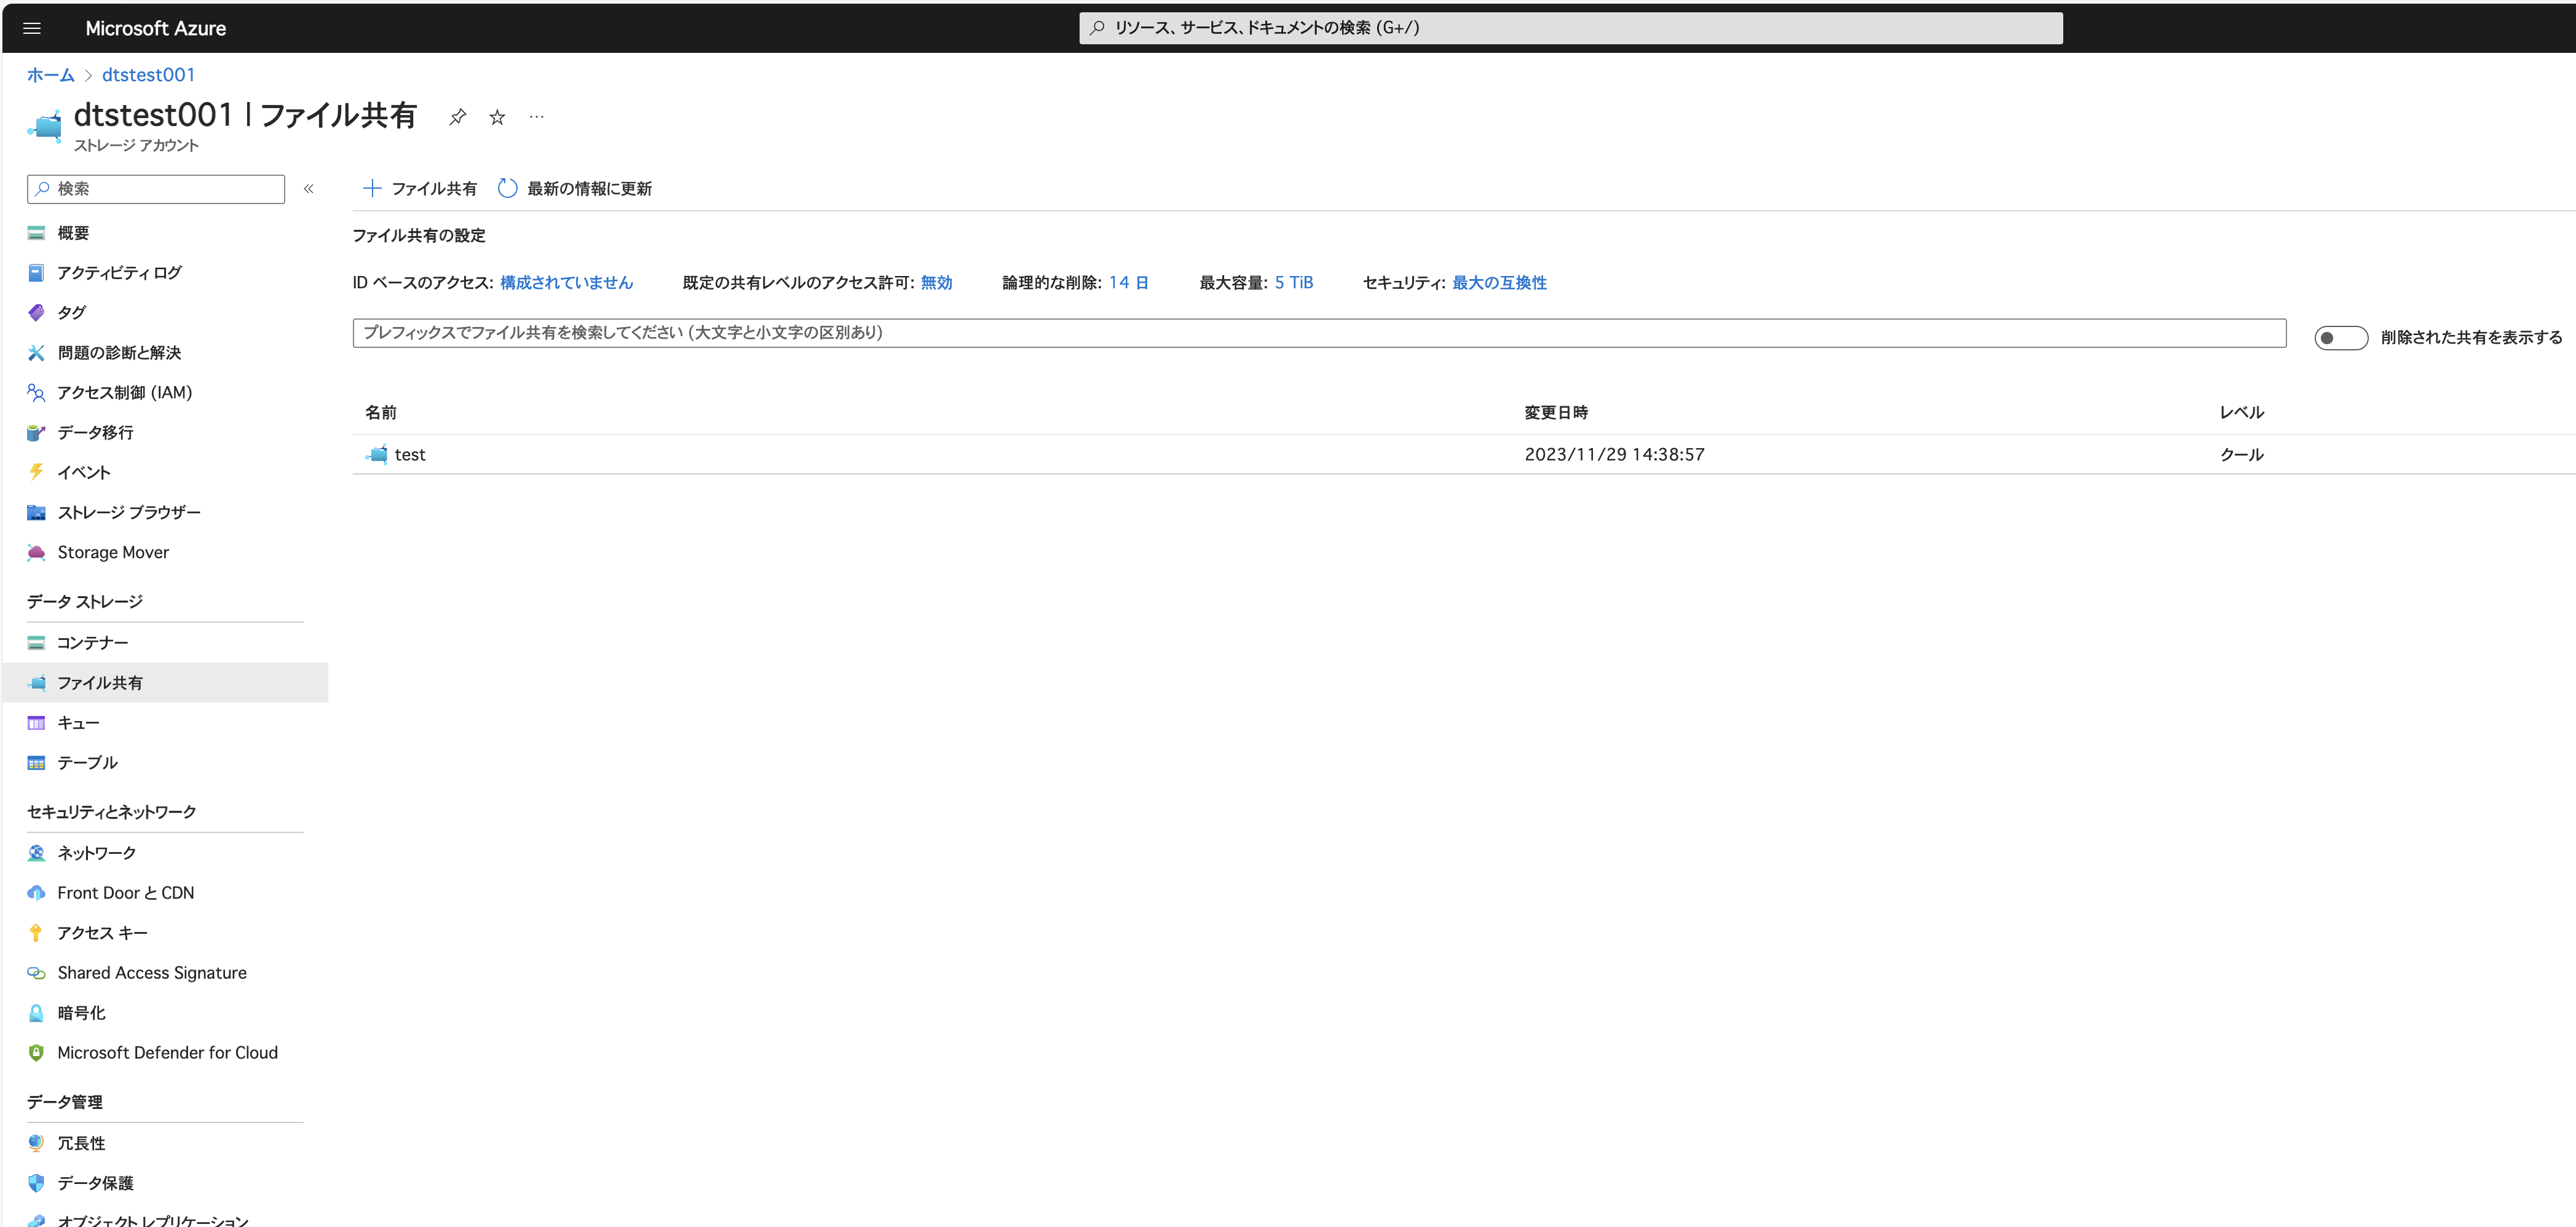 Microsoft Azure
リソース、サービス、ドキュメントの検索 (G+/)
ホーム > dtstest001
dtstest001 | ファイル共有 ☆ …
ストレージ アカウント
検索 «
+ ファイル共有 最新の情報に更新
ファイル共有の設定
ID ベースのアクセス: 構成されていません 既定の共有レベルのアクセス許可: 無効 論理的な削除: 14 日 最大容量: 5 TiB セキュリティ: 最大の互換性
プレフィックスでファイル共有を検索してください (大文字と小文字の区別あり) 削除された共有を表示する
名前 変更日時 レベル
test 2023/11/29 14:38:57 クール
概要
アクティビティ ログ
タグ
問題の診断と解決
アクセス制御 (IAM)
データ移行
イベント
ストレージ ブラウザー
Storage Mover
データ ストレージ
コンテナー
ファイル共有
キュー
テーブル
セキュリティとネットワーク
ネットワーク
Front Door と CDN
アクセス キー
Shared Access Signature
暗号化
Microsoft Defender for Cloud
データ管理
冗長性
データ保護
オブジェクト レプリケーション